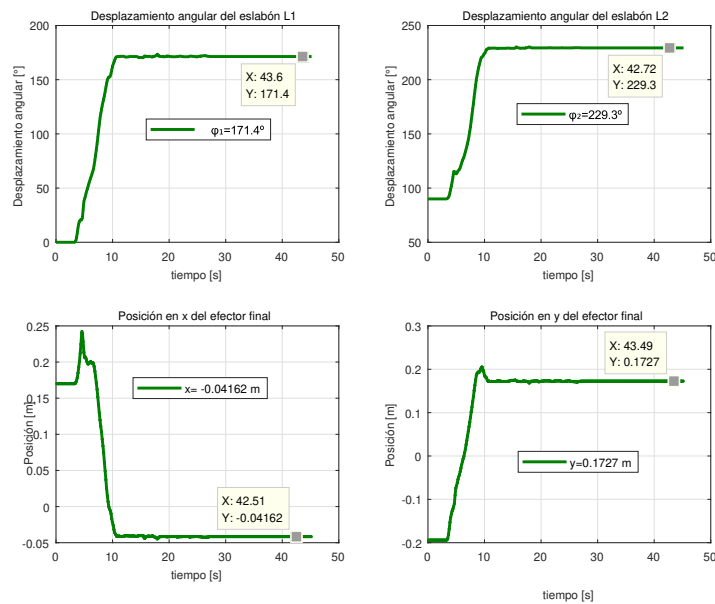 Desplazamiento angular del eslabón L1
Desplazamiento angular [°]
200
150
100
50
0
X: 43.6
Y: 171.4
φ₁=171.4º
0 10 20 30 40 50
tiempo [s]
Desplazamiento angular del eslabón L2
Desplazamiento angular [°]
250
200
150
100
50
X: 42.72
Y: 229.3
φ₂=229.3º
0 10 20 30 40 50
tiempo [s]
Posición en x del efector final
Posición [m]
0.25
0.2
0.15
0.1
0.05
0
-0.05
x= -0.04162 m
X: 42.51
Y: -0.04162
0 10 20 30 40 50
tiempo [s]
Posición en y del efector final
Posición [m]
0.3
0.2
0.1
0
-0.1
-0.2
X: 43.49
Y: 0.1727
y=0.1727 m
0 10 20 30 40 50
tiempo [s]